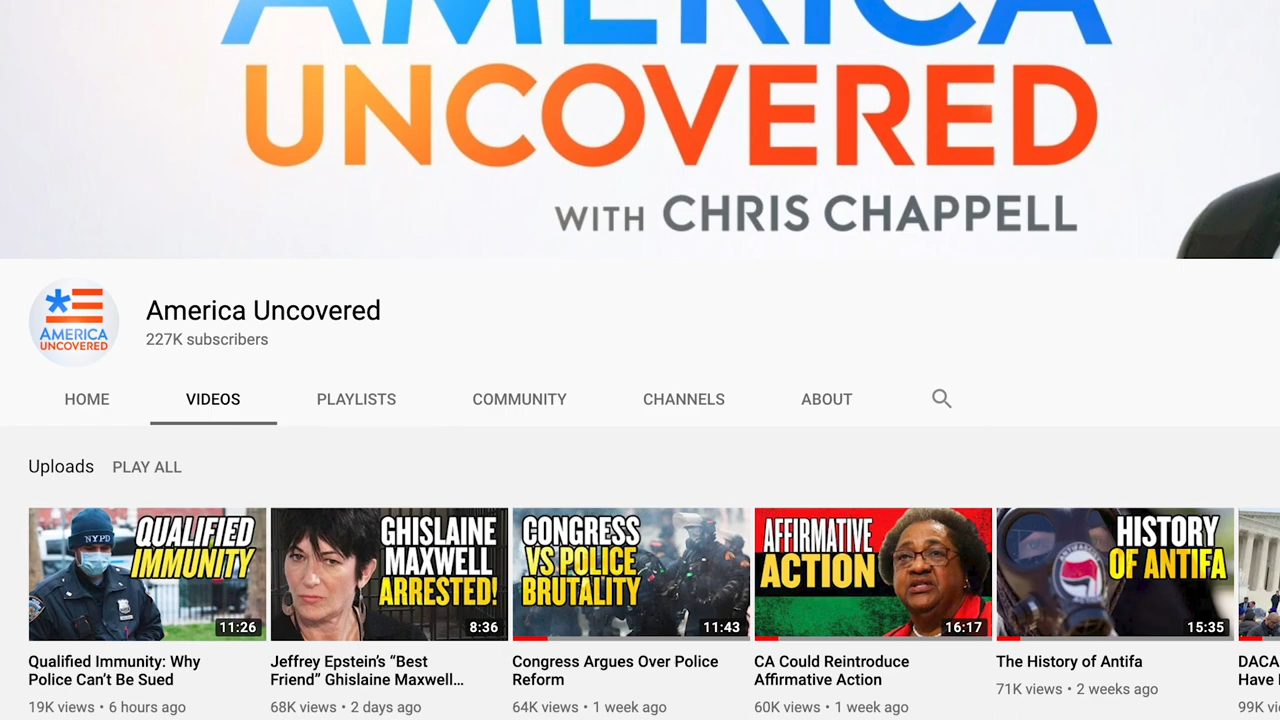 AMERICA
UNCOVERED
WITH CHRIS CHAPPELL
AMERICA
UNCOVERED
America Uncovered
227K subscribers
HOME VIDEOS PLAYLISTS COMMUNITY CHANNELS ABOUT
Uploads PLAY ALL
NYPD
QUALIFIED
IMMUNITY
11:26
GHISLAINE
MAXWELL
ARRESTED!
8:36
CONGRESS
VS POLICE
BRUTALITY
11:43
AFFIRMATIVE
ACTION
16:17
HISTORY
OF ANTIFA
15:35
Qualified Immunity: Why
Police Can't Be Sued
19K views • 6 hours ago
Jeffrey Epstein's “Best
Friend” Ghislaine Maxwell...
68K views • 2 days ago
Congress Argues Over Police
Reform
64K views • 1 week ago
CA Could Reintroduce
Affirmative Action
60K views • 1 week ago
The History of Antifa
71K views • 2 weeks ago
DACA
Have
99K